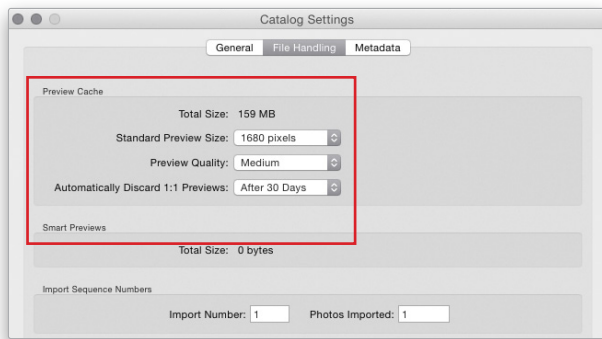 Catalog Settings
General File Handling Metadata
Preview Cache
Total Size: 159 MB
Standard Preview Size: 1680 pixels
Preview Quality: Medium
Automatically Discard 1:1 Previews: After 30 Days
Smart Previews
Total Size: 0 bytes
Import Sequence Numbers
Import Number: 1 Photos Imported: 1